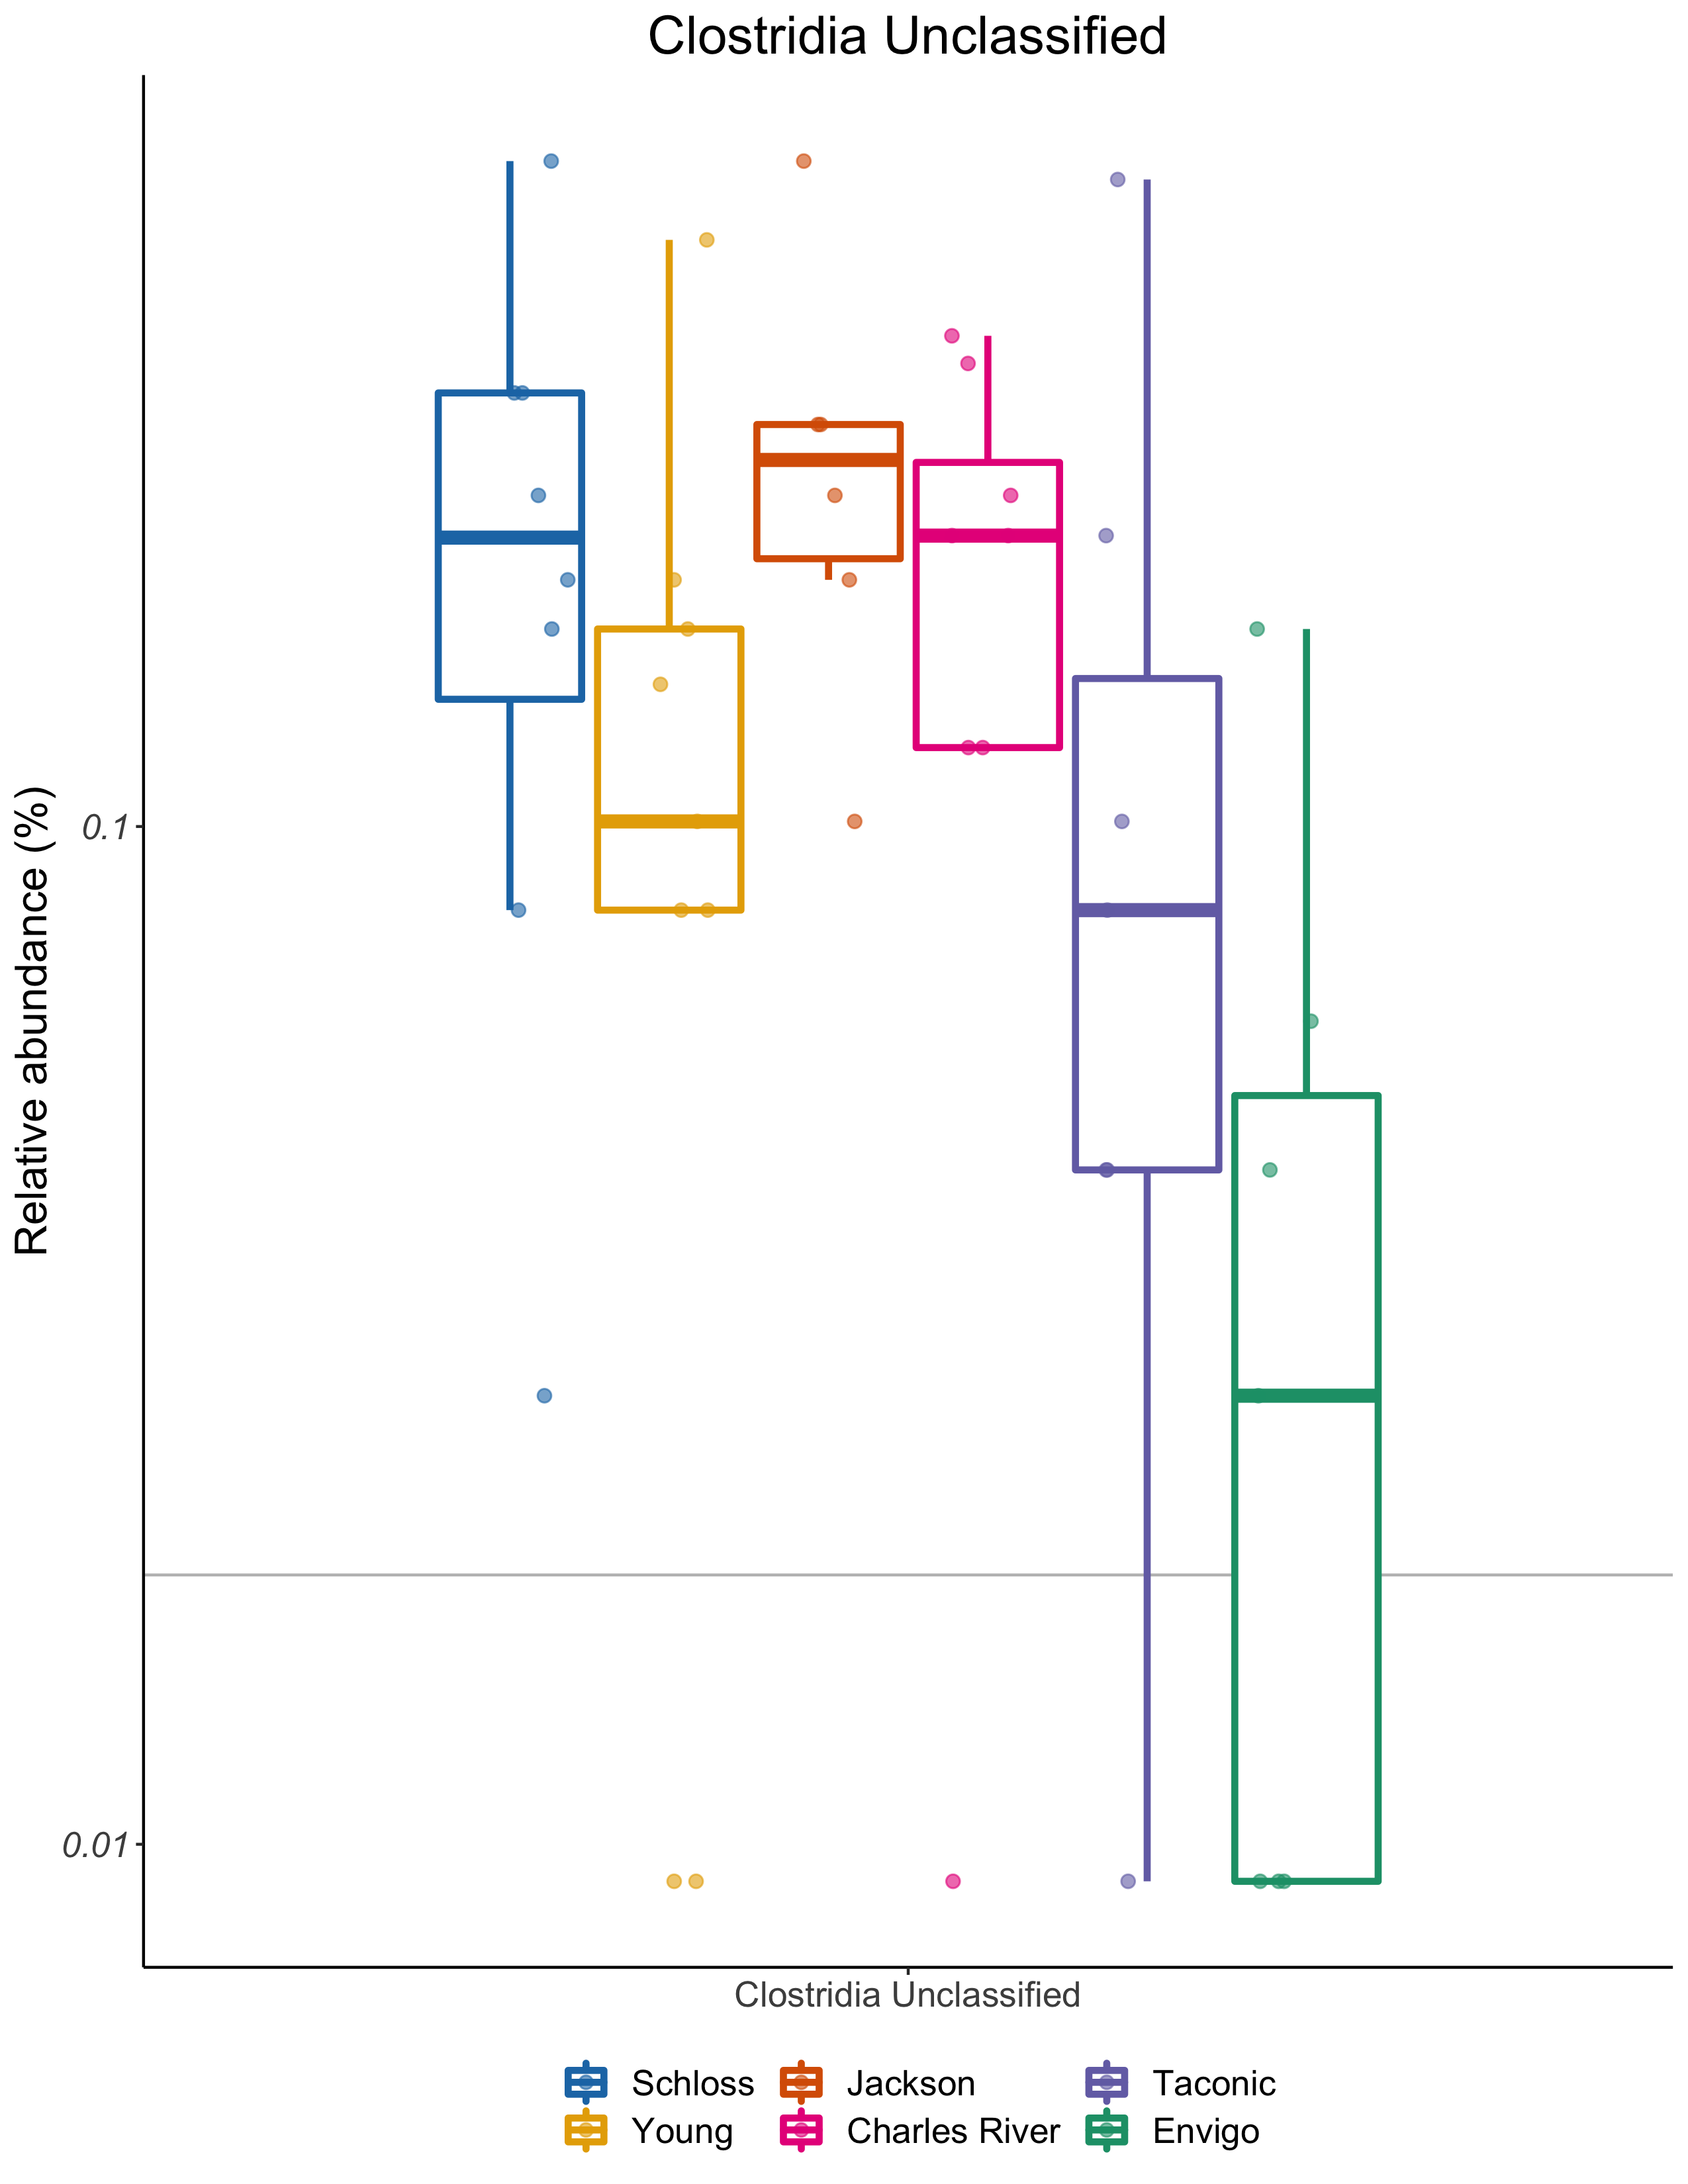 Clostridia Unclassified
Relative abundance (%)
0.1
0.01
Clostridia Unclassified
Schloss Jackson Taconic
Young Charles River Envigo